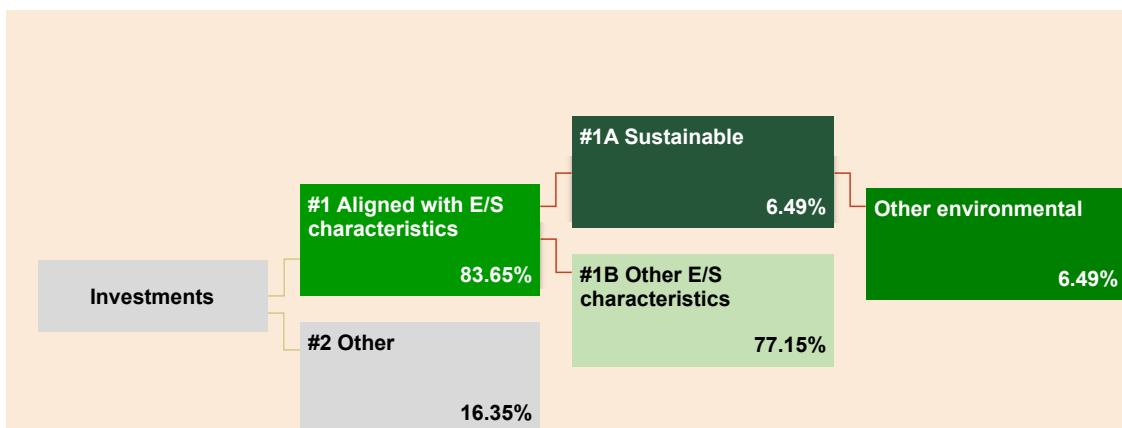 #1A Sustainable
6.49%
#1 Aligned with E/S
characteristics
83.65%
Other environmental
6.49%
Investments
#1B Other E/S
characteristics
77.15%
#2 Other
16.35%